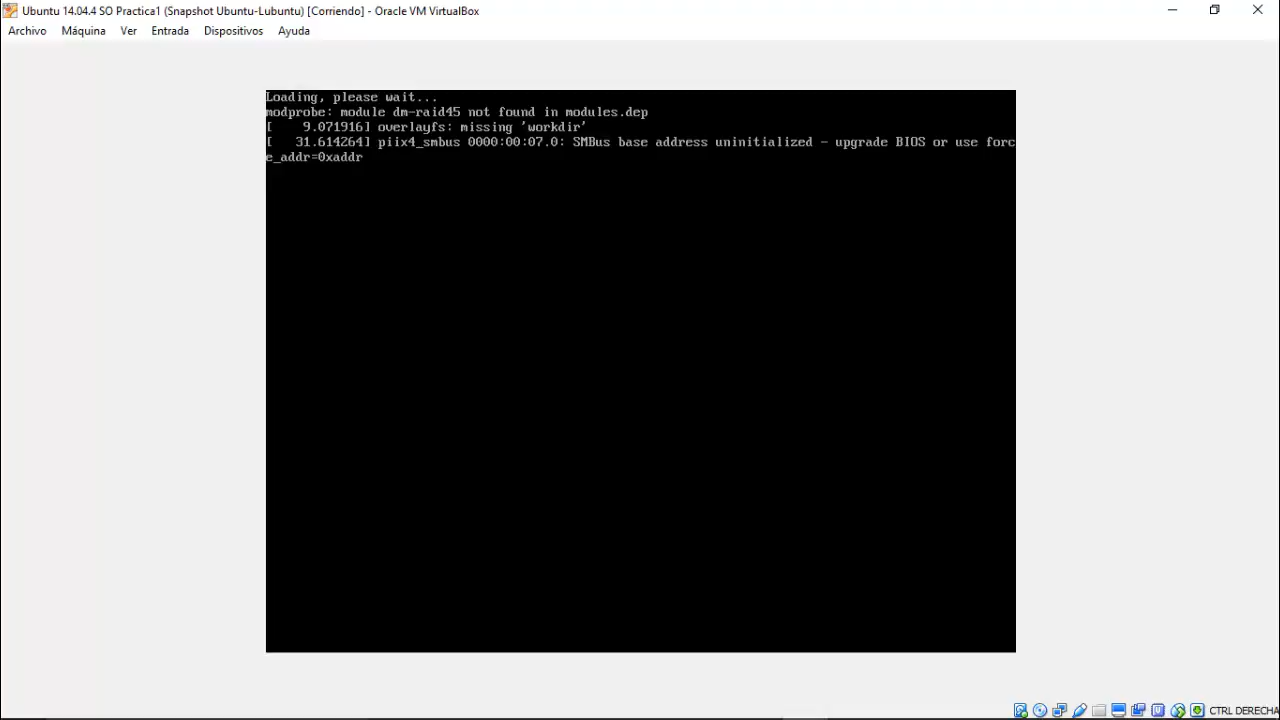 Ubuntu 14.04.4 SO Practica1 (Snapshot Ubuntu-Lubuntu) [Corriendo] - Oracle VM VirtualBox
Archivo Máquina Ver Entrada Dispositivos Ayuda
Loading, please wait...
modprobe: module dm-raid45 not found in modules.dep
[    9.071916] overlayfs: missing 'workdir'
[   31.614264] piix4_smbus 0000:00:07.0: SMBus base address uninitialized - upgrade BIOS or use forc
e_addr=0xaddr
CTRL DERECHA